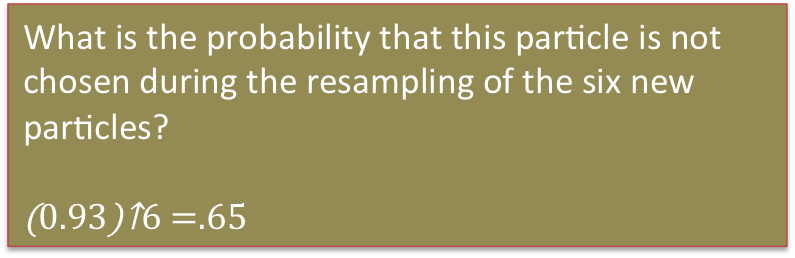 What is the probability that this particle is not
chosen during the resampling of the six new
particles?
(0.93)↑6 =.65